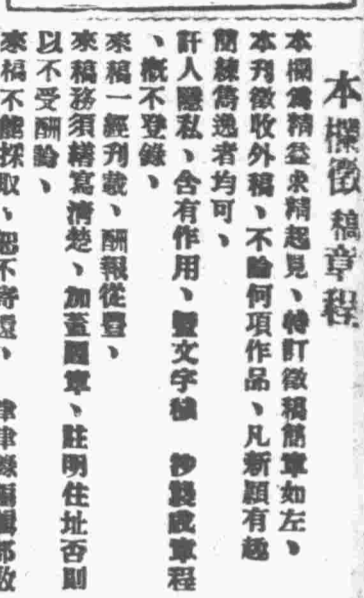 本欄徵稿章程
本欄為精益求精起見、特訂徵稿簡章如左、
本刊徵收外稿、不論何項作品、凡新穎有趣
簡練雋逸者均可、
訐人隱私、含有作用、文字 抄襲成章程
、概不登錄、
來稿一經刊載、酬報從豐、
來稿務須繕寫清楚、加蓋圖章、註明住址否則
以不受酬論、
來稿不能採取、恕不寄還、